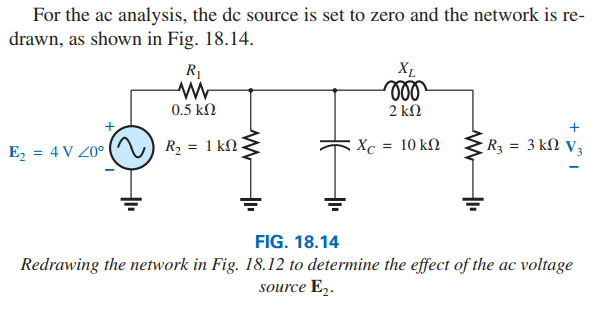 For the ac analysis, the dc source is set to zero and the network is re-
drawn, as shown in Fig. 18.14.
R₁
0.5 kΩ
X_L
2 kΩ
+
E₂ = 4 V ∠0°
–
R₂ = 1 kΩ
X_C = 10 kΩ
R₃ = 3 kΩ
+
V₃
–
FIG. 18.14
Redrawing the network in Fig. 18.12 to determine the effect of the ac voltage
source E₂.